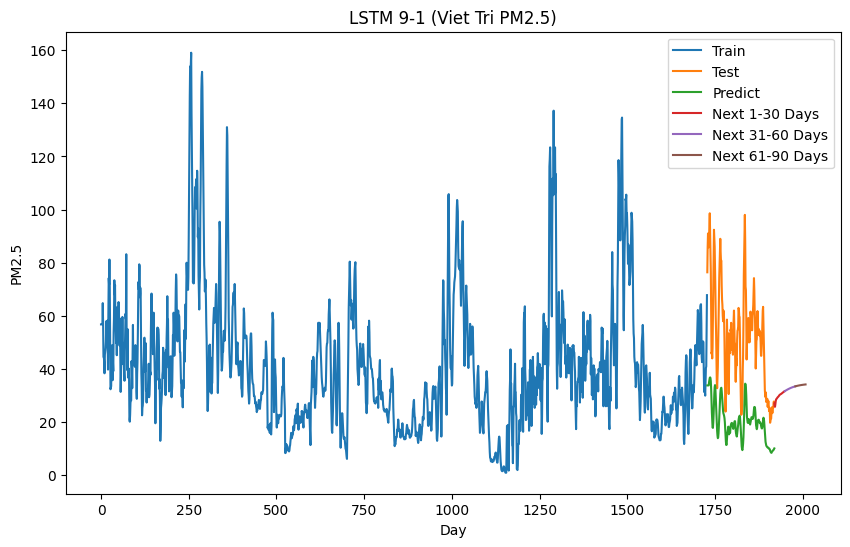 LSTM 9-1 (Viet Tri PM2.5)
Train
Test
Predict
Next 1-30 Days
Next 31-60 Days
Next 61-90 Days
PM2.5
160
140
120
100
80
60
40
20
0
0 250 500 750 1000 1250 1500 1750 2000
Day